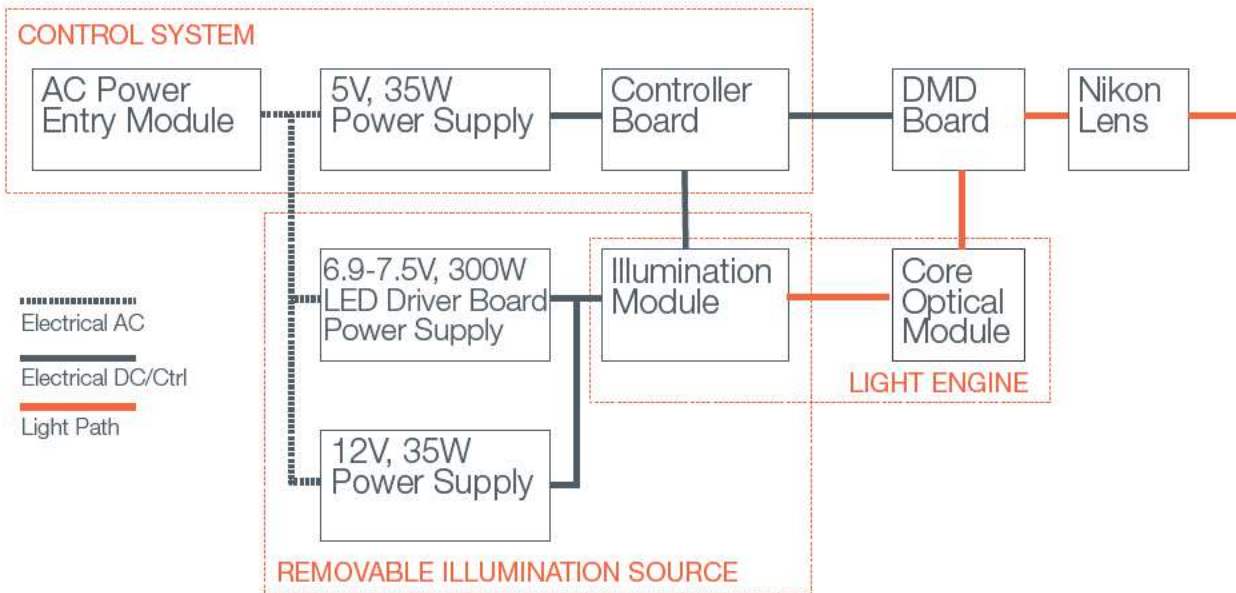 CONTROL SYSTEM
AC Power
Entry Module
5V, 35W
Power Supply
Controller
Board
DMD
Board
Nikon
Lens
6.9-7.5V, 300W
LED Driver Board
Power Supply
Illumination
Module
Core
Optical
Module
Electrical AC
Electrical DC/Ctrl
Light Path
LIGHT ENGINE
12V, 35W
Power Supply
REMOVABLE ILLUMINATION SOURCE